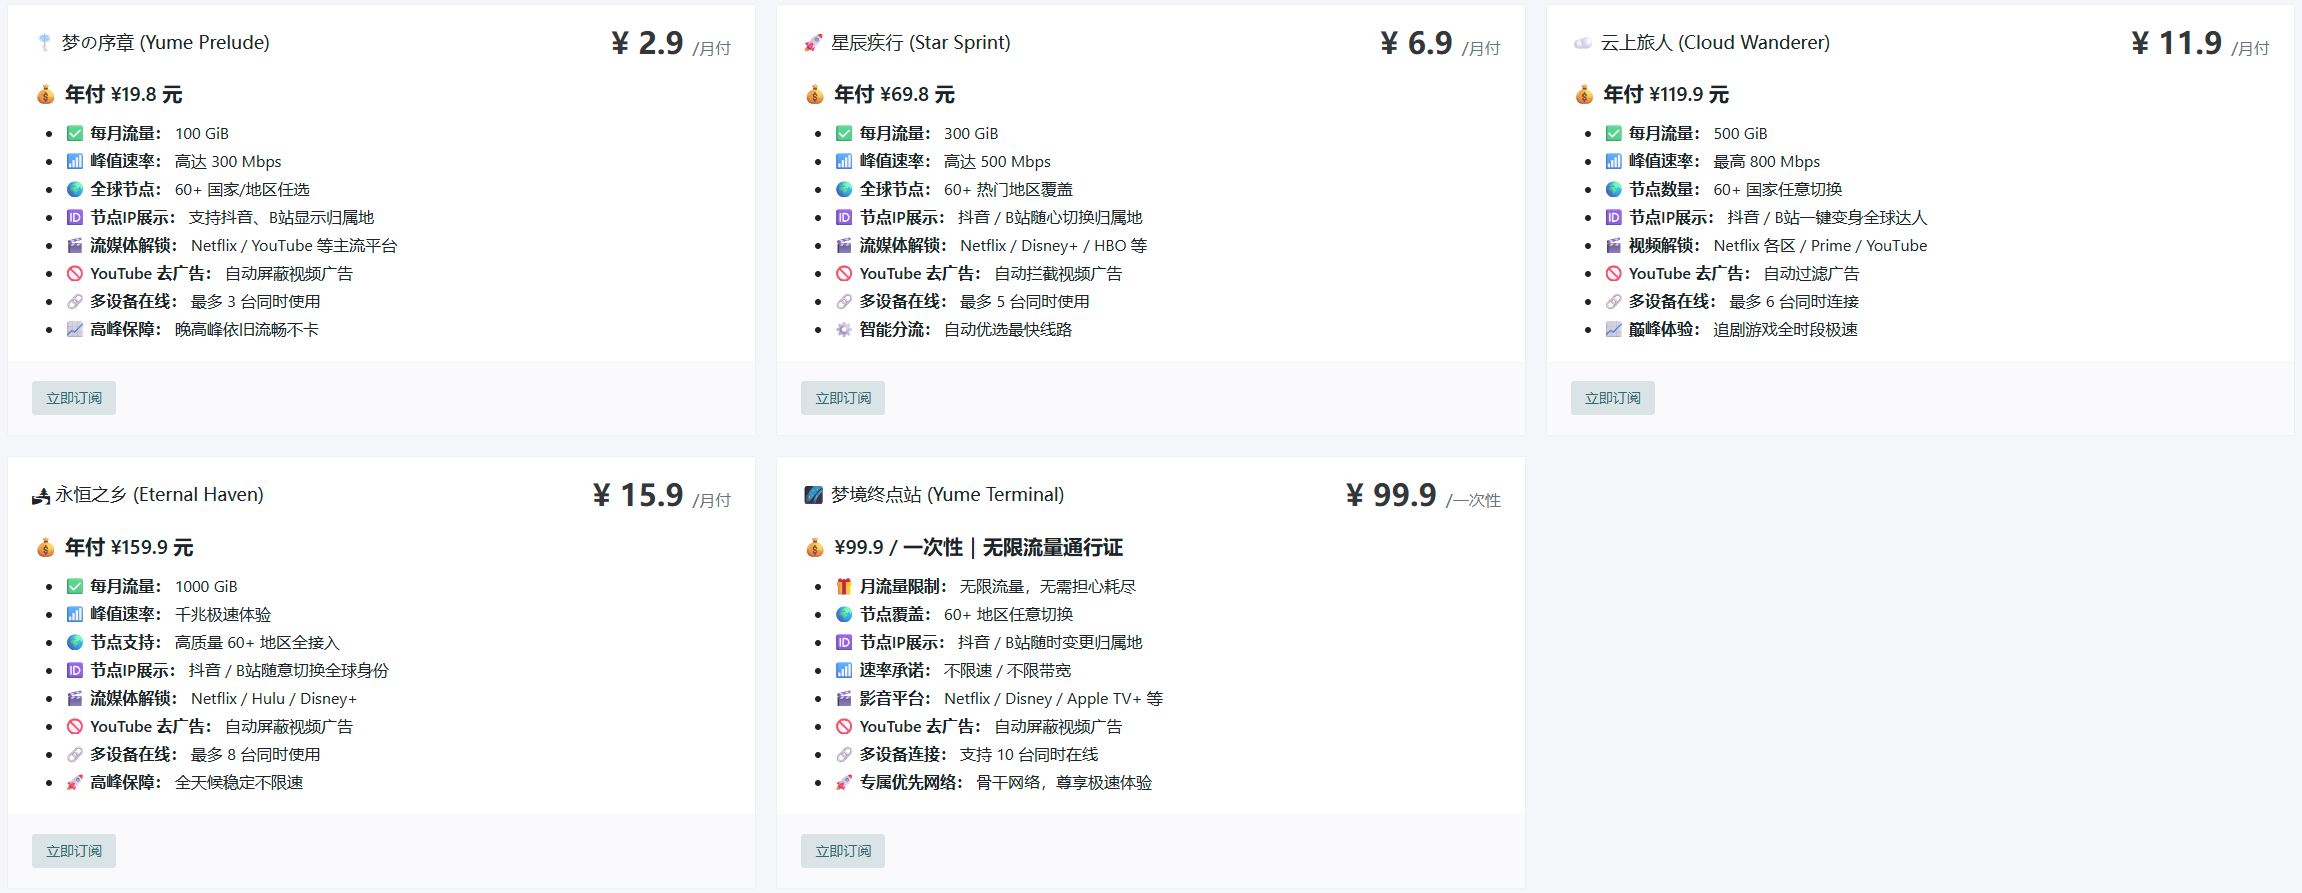 梦の序章 (Yume Prelude)
¥ 2.9 /月付
年付 ¥19.8 元
每月流量： 100 GiB
峰值速率： 高达 300 Mbps
全球节点： 60+ 国家/地区任选
节点IP展示： 支持抖音、B站显示归属地
流媒体解锁： Netflix / YouTube 等主流平台
YouTube 去广告： 自动屏蔽视频广告
多设备在线： 最多 3 台同时使用
高峰保障： 晚高峰依旧流畅不卡
立即订阅
星辰疾行 (Star Sprint)
¥ 6.9 /月付
年付 ¥69.8 元
每月流量： 300 GiB
峰值速率： 高达 500 Mbps
全球节点： 60+ 热门地区覆盖
节点IP展示： 抖音 / B站随心切换归属地
流媒体解锁： Netflix / Disney+ / HBO 等
YouTube 去广告： 自动拦截视频广告
多设备在线： 最多 5 台同时使用
智能分流： 自动优选最快线路
立即订阅
云上旅人 (Cloud Wanderer)
¥ 11.9 /月付
年付 ¥119.9 元
每月流量： 500 GiB
峰值速率： 最高 800 Mbps
节点数量： 60+ 国家任意切换
节点IP展示： 抖音 / B站一键变身全球达人
视频解锁： Netflix 各区 / Prime / YouTube
YouTube 去广告： 自动过滤广告
多设备在线： 最多 6 台同时连接
巅峰体验： 追剧游戏全时段极速
立即订阅
永恒之乡 (Eternal Haven)
¥ 15.9 /月付
年付 ¥159.9 元
每月流量： 1000 GiB
峰值速率： 千兆极速体验
节点支持： 高质量 60+ 地区全接入
节点IP展示： 抖音 / B站随意切换全球身份
流媒体解锁： Netflix / Hulu / Disney+
YouTube 去广告： 自动屏蔽视频广告
多设备在线： 最多 8 台同时使用
高峰保障： 全天候稳定不限速
立即订阅
梦境终点站 (Yume Terminal)
¥ 99.9 /一次性
¥99.9 / 一次性｜无限流量通行证
月流量限制： 无限流量，无需担心耗尽
节点覆盖： 60+ 地区任意切换
节点IP展示： 抖音 / B站随时变更归属地
速率承诺： 不限速 / 不限带宽
影音平台： Netflix / Disney / Apple TV+ 等
YouTube 去广告： 自动屏蔽视频广告
多设备连接： 支持 10 台同时在线
专属优先网络： 骨干网络，尊享极速体验
立即订阅